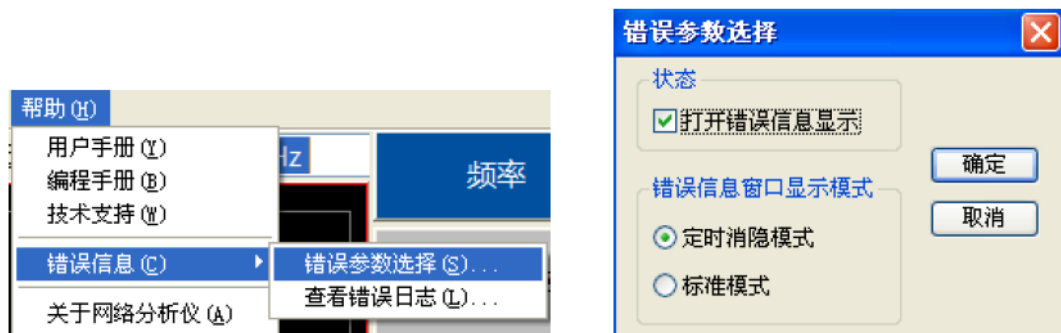 帮助(H)
用户手册(Y)
编程手册(B)
技术支持(W)
错误信息(C)
关于网络分析仪(A)
错误参数选择(S)...
查看错误日志(L)...
Hz
频率
错误参数选择
状态
打开错误信息显示
错误信息窗口显示模式
定时消隐模式
标准模式
确定
取消